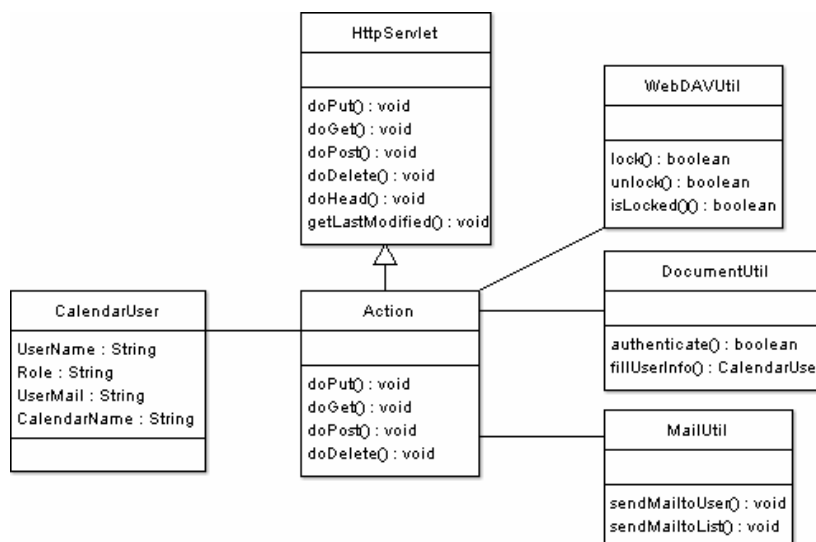 HttpServlet
doPut() : void
doGet() : void
doPost() : void
doDelete() : void
doHead() : void
getLastModified() : void
WebDAVUtil
lock() : boolean
unlock() : boolean
isLocked()() : boolean
CalendarUser
UserName : String
Role : String
UserMail : String
CalendarName : String
Action
doPut() : void
doGet() : void
doPost() : void
doDelete() : void
DocumentUtil
authenticate() : boolean
fillUserInfo() : CalendarUse
MailUtil
sendMailtoUser() : void
sendMailtoList() : void